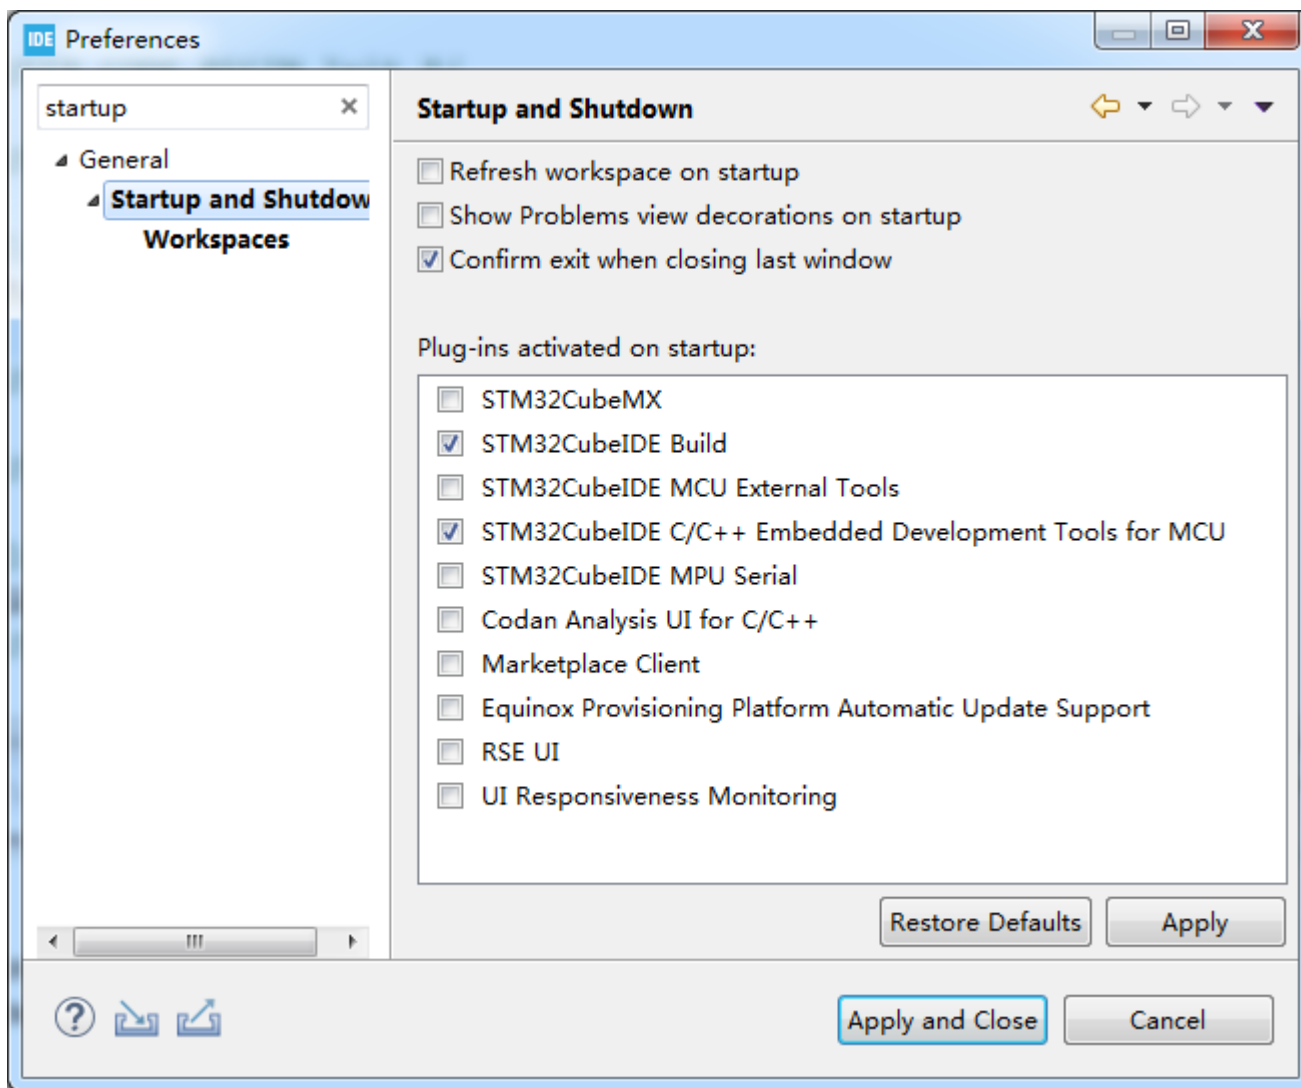 IDE Preferences
startup
General
Startup and Shutdow
Workspaces
Startup and Shutdown
Refresh workspace on startup
Show Problems view decorations on startup
Confirm exit when closing last window
Plug-ins activated on startup:
STM32CubeMX
STM32CubeIDE Build
STM32CubeIDE MCU External Tools
STM32CubeIDE C/C++ Embedded Development Tools for MCU
STM32CubeIDE MPU Serial
Codan Analysis UI for C/C++
Marketplace Client
Equinox Provisioning Platform Automatic Update Support
RSE UI
UI Responsiveness Monitoring
Restore Defaults Apply
Apply and Close Cancel